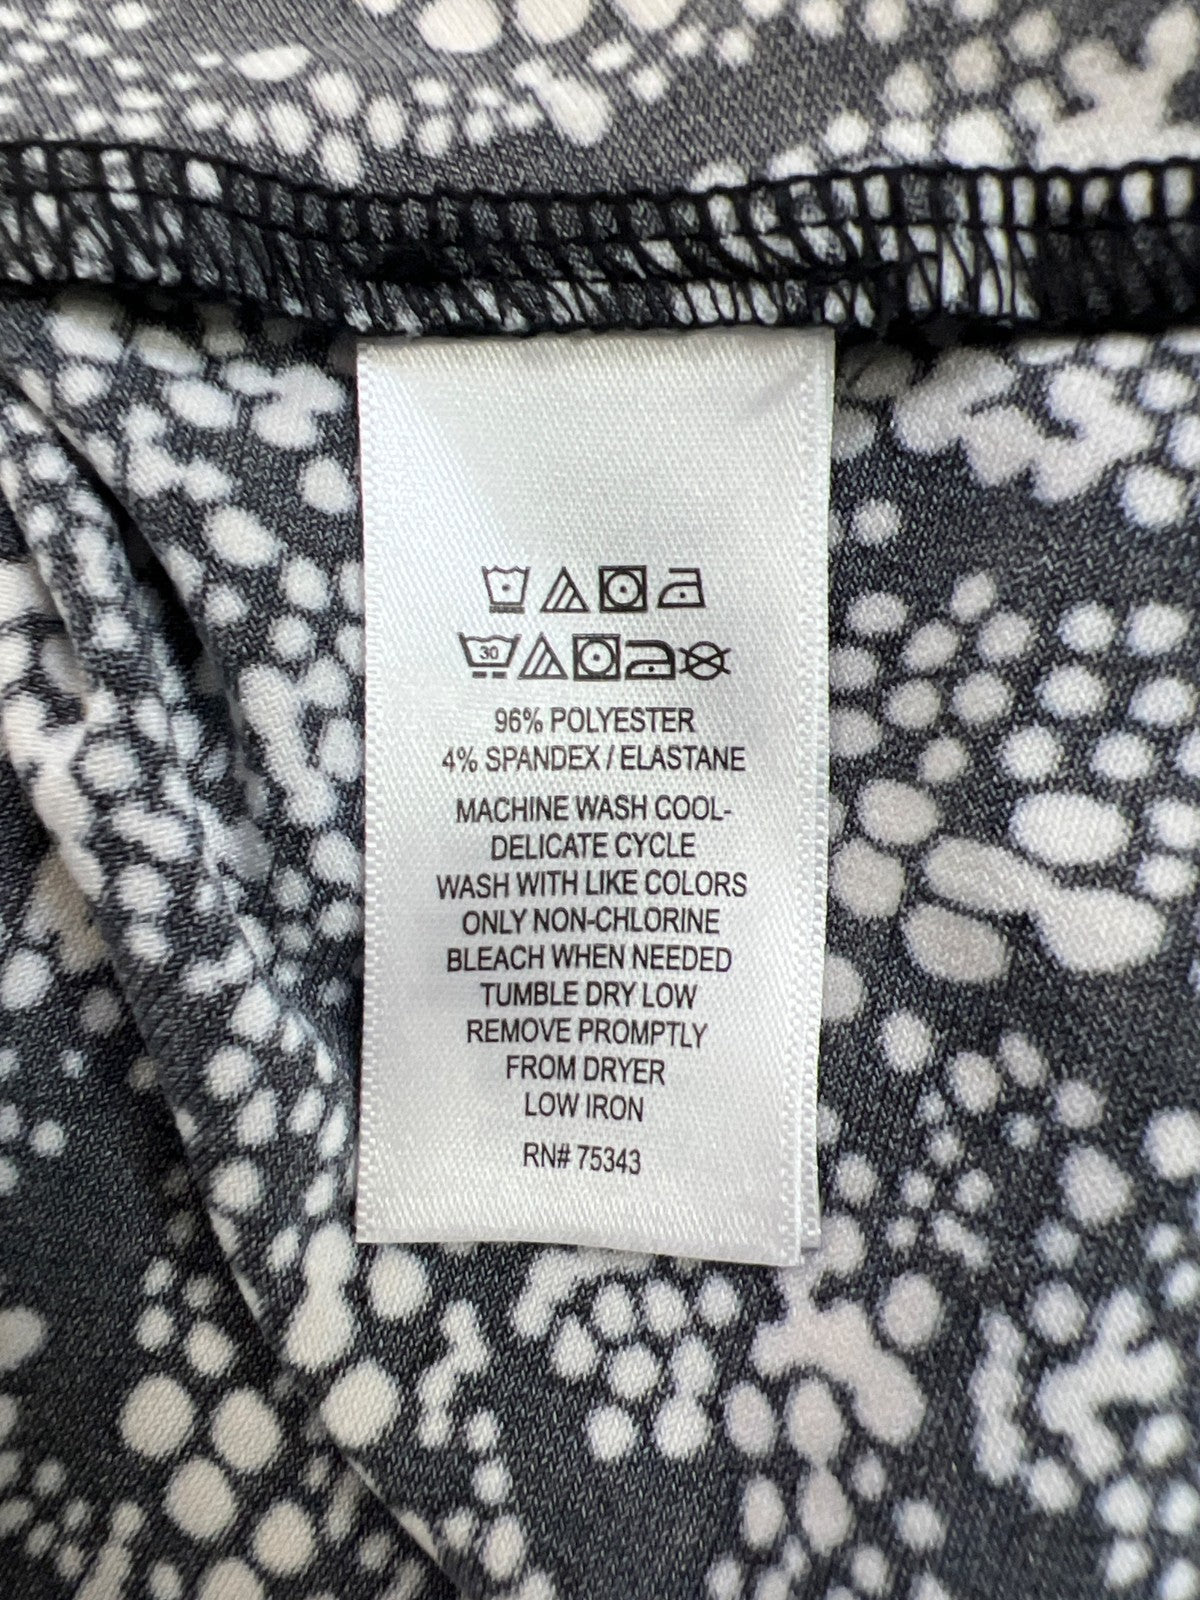 30
96% POLYESTER
4% SPANDEX / ELASTANE
MACHINE WASH COOL-
DELICATE CYCLE
WASH WITH LIKE COLORS
ONLY NON-CHLORINE
BLEACH WHEN NEEDED
TUMBLE DRY LOW
REMOVE PROMPTLY
FROM DRYER
LOW IRON
RN# 75343